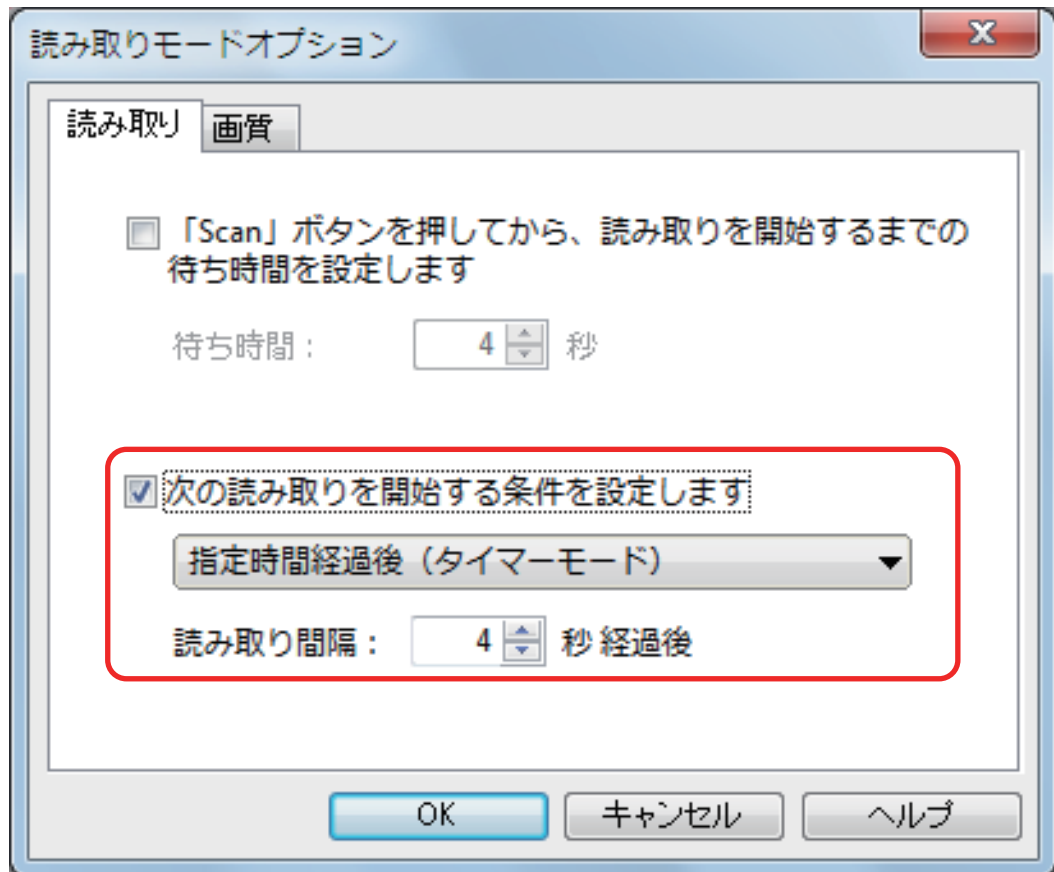 読み取りモードオプション
読み取り 画質
「Scan」ボタンを押してから、読み取りを開始するまでの
待ち時間を設定します
待ち時間： 4 秒
次の読み取りを開始する条件を設定します
指定時間経過後（タイマーモード）
読み取り間隔： 4 秒 経過後
OK キャンセル ヘルプ